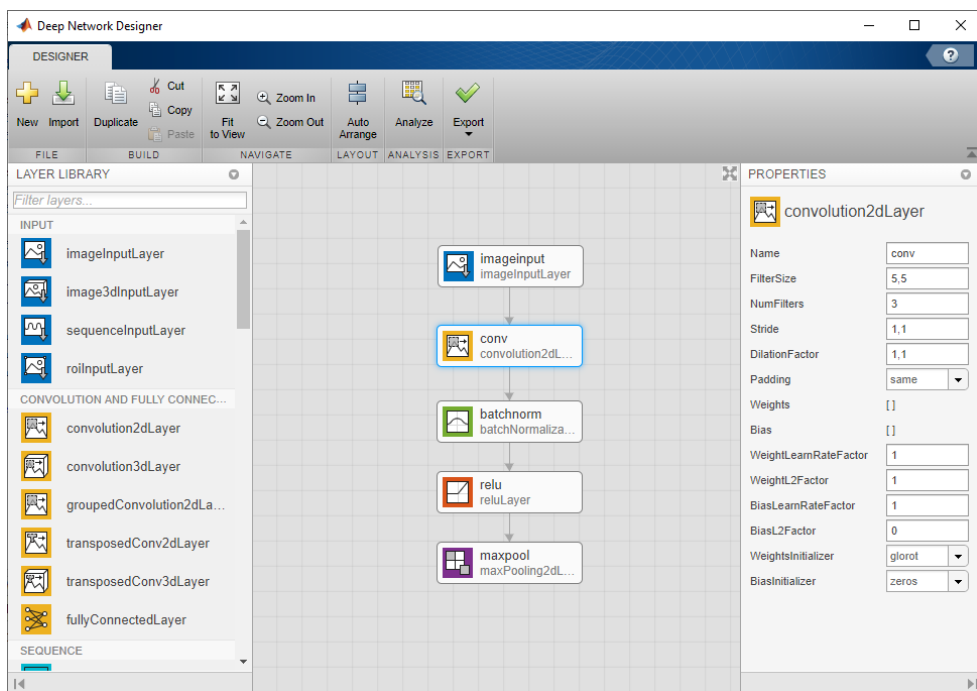 Deep Network Designer
DESIGNER
?
New
Import
Duplicate
Cut
Copy
Paste
Fit
to View
Zoom In
Zoom Out
Auto
Arrange
Analyze
Export
FILE
BUILD
NAVIGATE
LAYOUT
ANALYSIS
EXPORT
LAYER LIBRARY
Filter layers...
INPUT
imageInputLayer
image3dInputLayer
sequenceInputLayer
roiInputLayer
CONVOLUTION AND FULLY CONNEC...
convolution2dLayer
convolution3dLayer
groupedConvolution2dLa...
transposedConv2dLayer
transposedConv3dLayer
fullyConnectedLayer
SEQUENCE
imageinput
imageInputLayer
conv
convolution2dL...
batchnorm
batchNormaliza...
relu
reluLayer
maxpool
maxPooling2dL...
PROPERTIES
convolution2dLayer
Name conv
FilterSize 5,5
NumFilters 3
Stride 1,1
DilationFactor 1,1
Padding same
Weights [ ]
Bias [ ]
WeightLearnRateFactor 1
WeightL2Factor 1
BiasLearnRateFactor 1
BiasL2Factor 0
WeightsInitializer glorot
BiasInitializer zeros